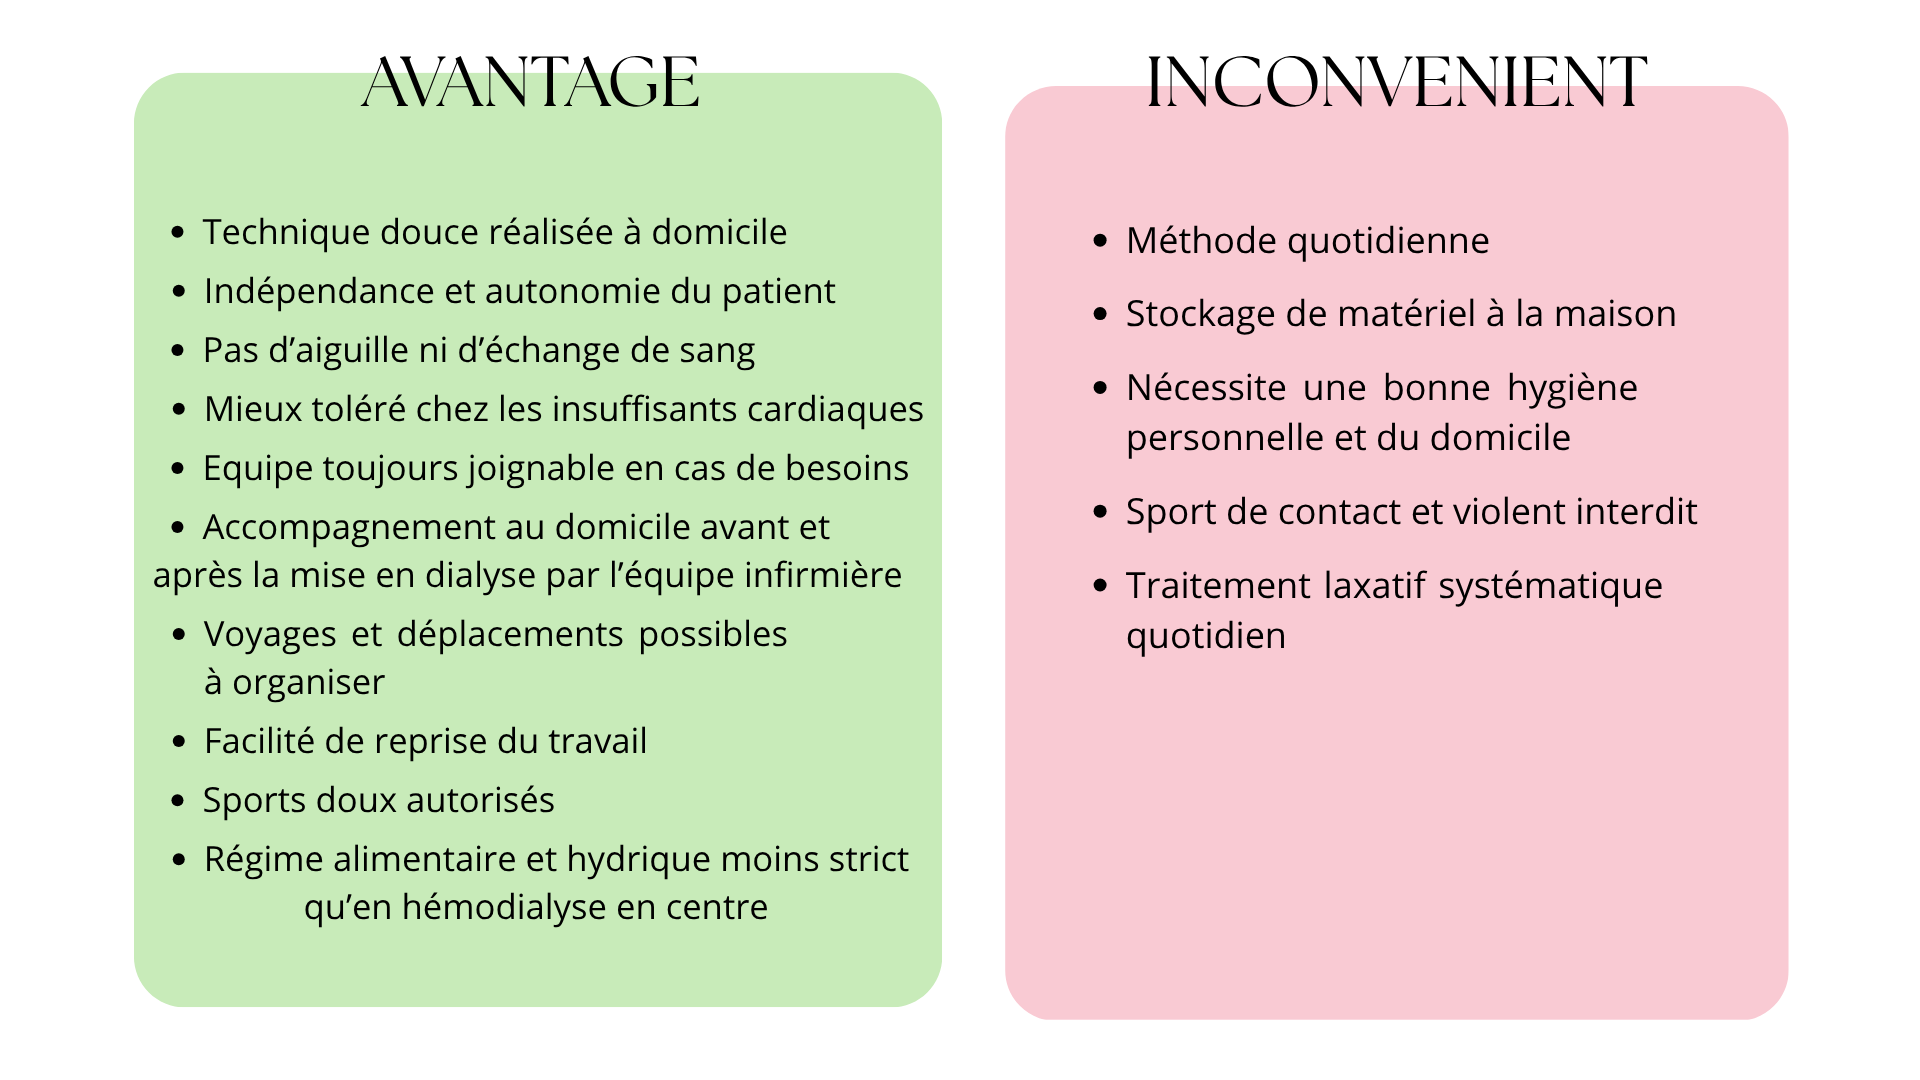 AVANTAGE
• Technique douce réalisée à domicile
• Indépendance et autonomie du patient
• Pas d’aiguille ni d’échange de sang
• Mieux toléré chez les insuffisants cardiaques
• Equipe toujours joignable en cas de besoins
• Accompagnement au domicile avant et
après la mise en dialyse par l’équipe infirmière
• Voyages et déplacements possibles
à organiser
• Facilité de reprise du travail
• Sports doux autorisés
• Régime alimentaire et hydrique moins strict
qu’en hémodialyse en centre
INCONVENIENT
• Méthode quotidienne
• Stockage de matériel à la maison
• Nécessite une bonne hygiène
personnelle et du domicile
• Sport de contact et violent interdit
• Traitement laxatif systématique
quotidien